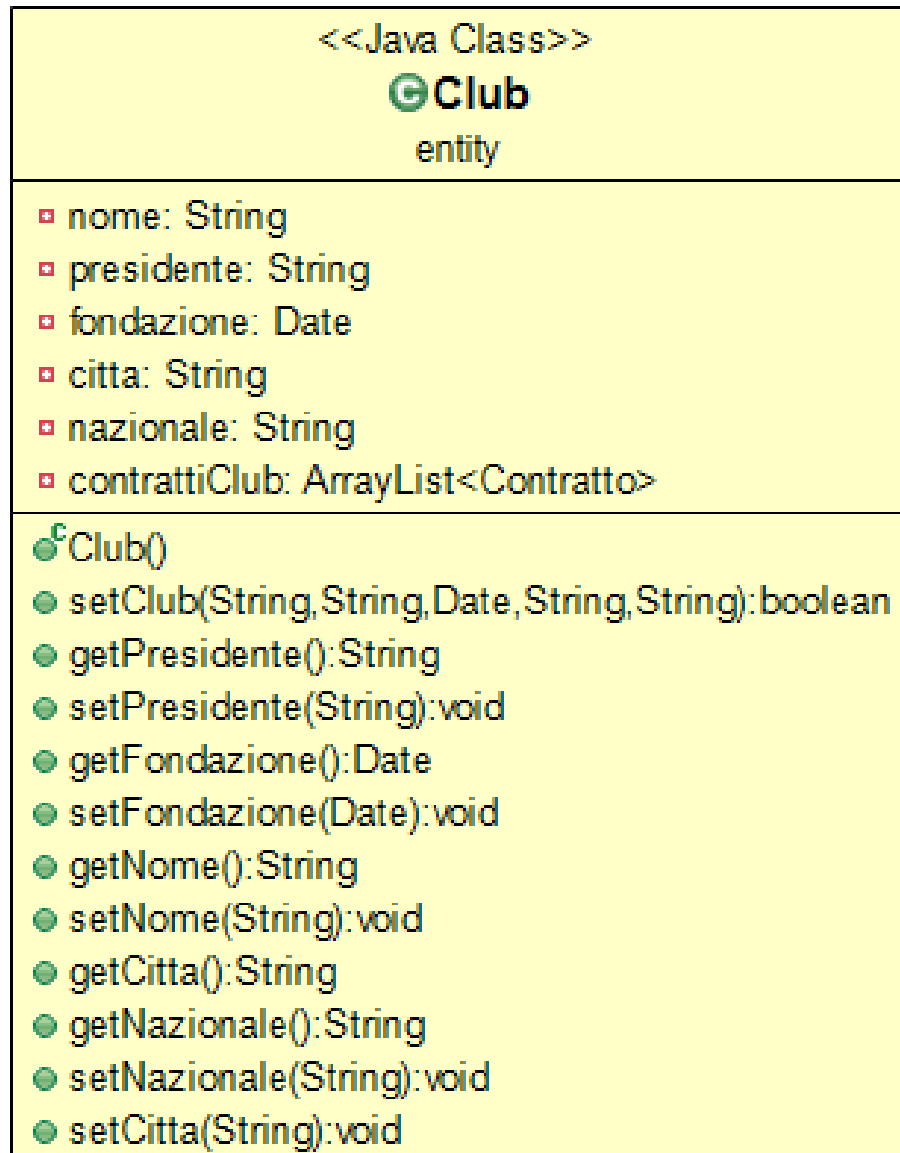 <<Java Class>>
Club
entity
nome: String
presidente: String
fondazione: Date
citta: String
nazionale: String
contrattiClub: ArrayList<Contratto>
Club()
setClub(String,String,Date,String,String):boolean
getPresidente():String
setPresidente(String):void
getFondazione():Date
setFondazione(Date):void
getNome():String
setNome(String):void
getCitta():String
getNazionale():String
setNazionale(String):void
setCitta(String):void